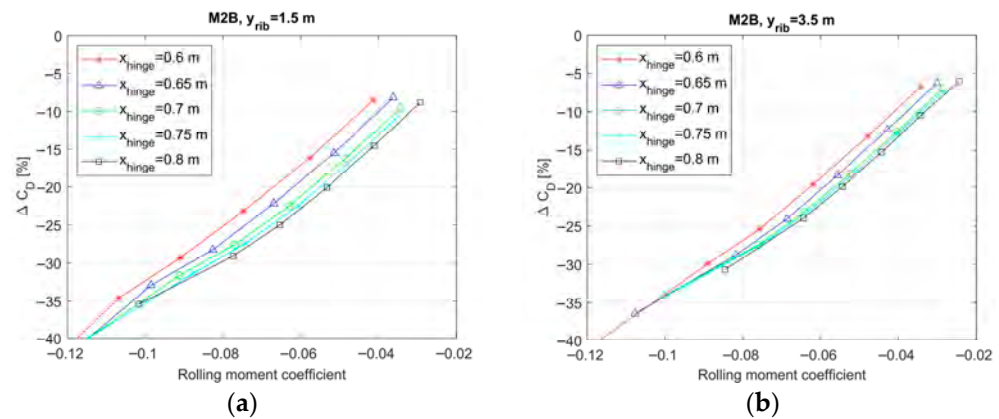 M2B, y_rib=1.5 m
0
−5
−10
−15
−20
−25
−30
−35
−40
Δ C_D [%]
x_hinge=0.6 m
x_hinge=0.65 m
x_hinge=0.7 m
x_hinge=0.75 m
x_hinge=0.8 m
−0.12 −0.1 −0.08 −0.06 −0.04 −0.02
Rolling moment coefficient
(a)
M2B, y_rib=3.5 m
0
−5
−10
−15
−20
−25
−30
−35
−40
Δ C_D [%]
x_hinge=0.6 m
x_hinge=0.65 m
x_hinge=0.7 m
x_hinge=0.75 m
x_hinge=0.8 m
−0.12 −0.1 −0.08 −0.06 −0.04 −0.02
Rolling moment coefficient
(b)